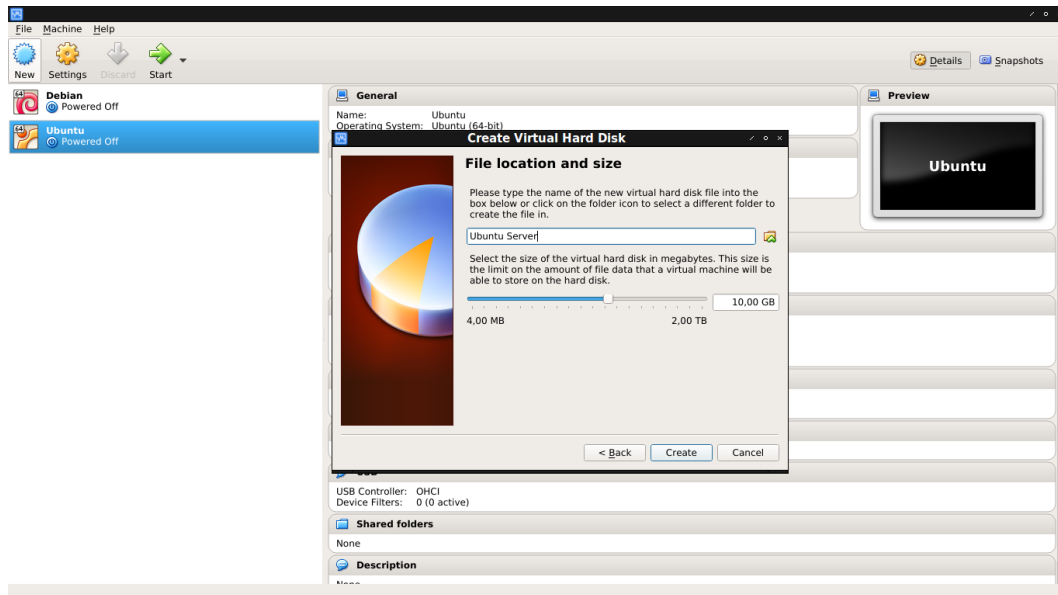 File Machine Help
New Settings Discard Start
Details Snapshots
64 Debian
Powered Off
64 Ubuntu
Powered Off
General
Name: Ubuntu
Operating System: Ubuntu (64-bit)
Preview
Ubuntu
Create Virtual Hard Disk
File location and size
Please type the name of the new virtual hard disk file into the
box below or click on the folder icon to select a different folder to
create the file in.
Ubuntu Server
Select the size of the virtual hard disk in megabytes. This size is
the limit on the amount of file data that a virtual machine will be
able to store on the hard disk.
10,00 GB
4,00 MB 2,00 TB
< Back Create Cancel
USB Controller: OHCI
Device Filters: 0 (0 active)
Shared folders
None
Description
None